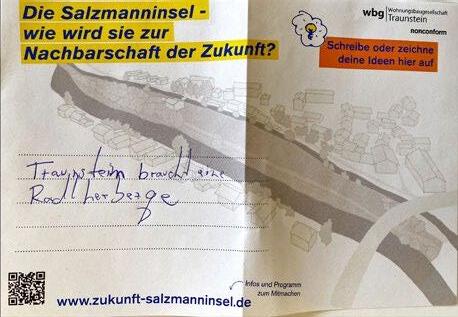 Die Salzmanninsel -
wie wird sie zur
Nachbarschaft der Zukunft?
wbg Wohnungsbaugesellschaft
Traunstein
nonconform
Schreibe oder zeichne
deine Ideen hier auf
Traunstein braucht eine
Radlherberge
Infos und Programm
zum Mitmachen
www.zukunft-salzmanninsel.de